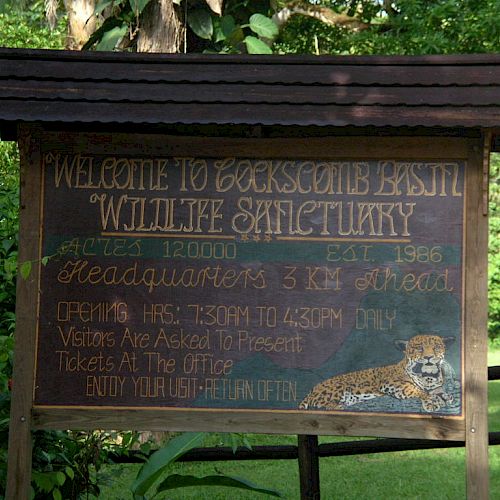 WELCOME TO COCKSCOMB BASIN
WILDLIFE SANCTUARY
ACRES 120,000 EST. 1986
Headquarters 3 KM Ahead
OPENING HRS.: 7:30AM TO 4:30PM DAILY
Visitors Are Asked To Present
Tickets At The Office
ENJOY YOUR VISIT • RETURN OFTEN